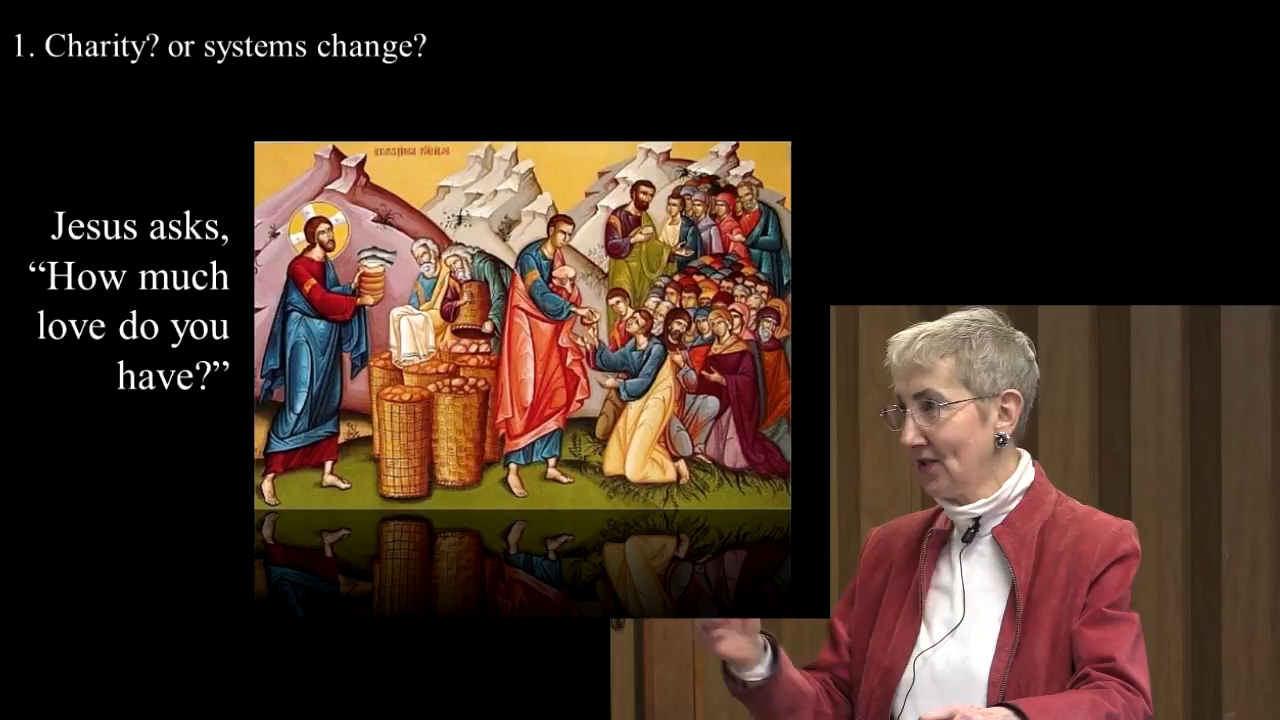 1. Charity? or systems change?
Jesus asks,
“How much
love do you
have?”